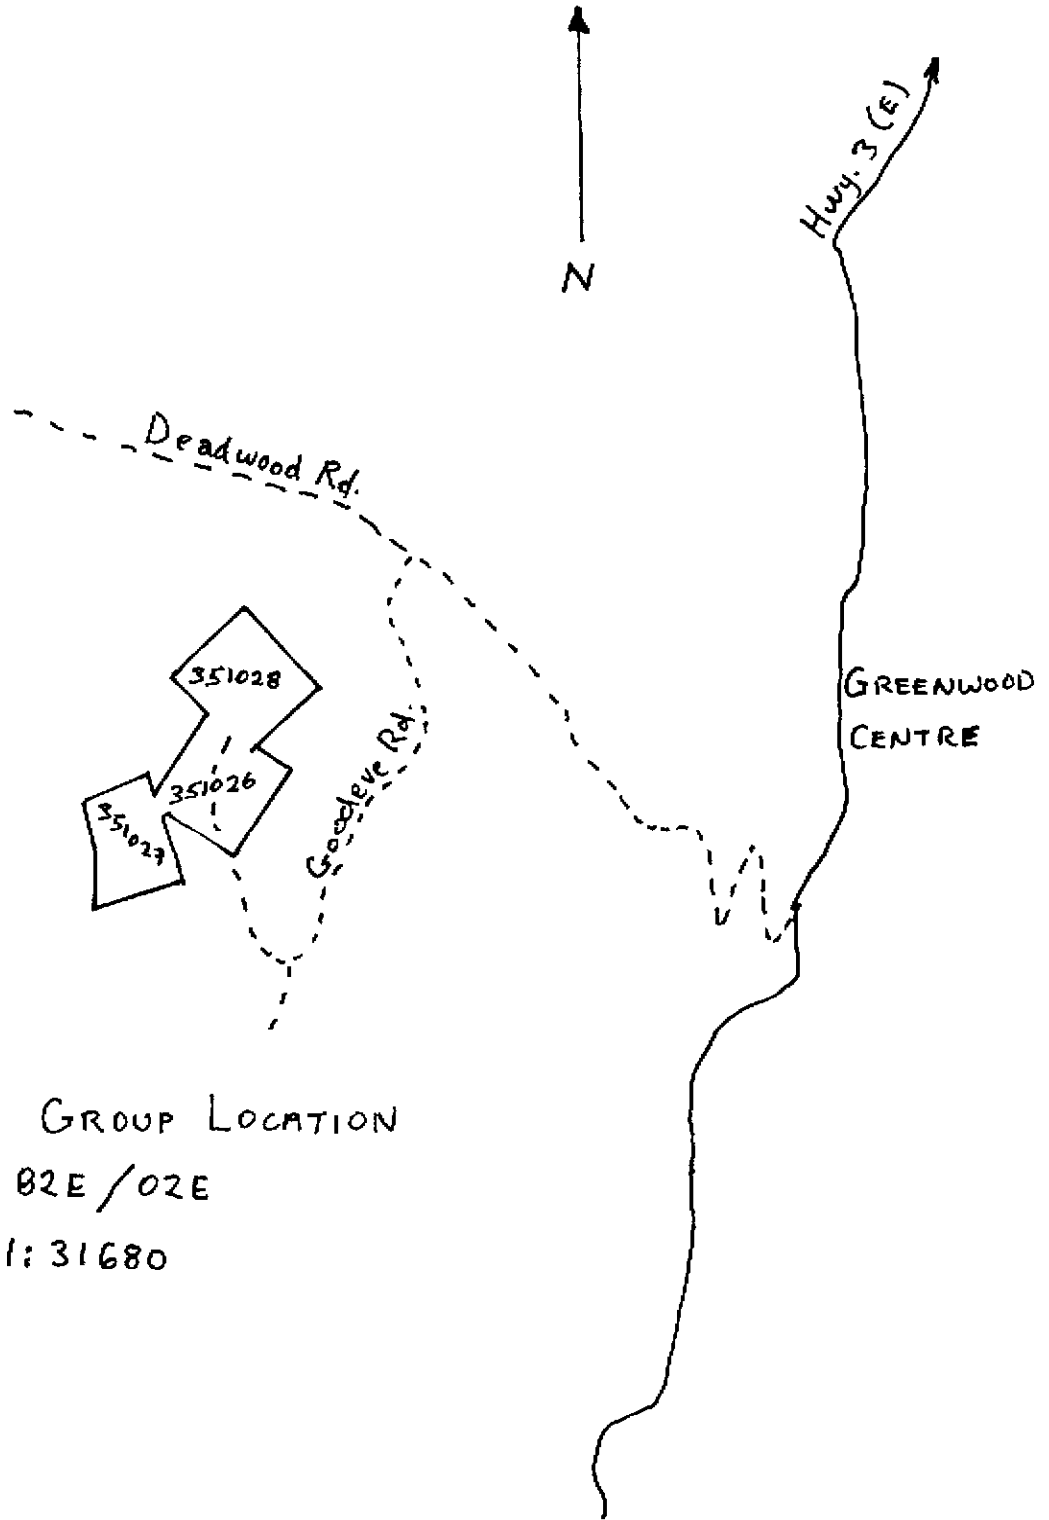 Hwy. 3 (E)
N
Deadwood Rd.
351028
GREENWOOD
CENTRE
Goodeve Rd.
351026
351027
GROUP LOCATION
82E/02E
1:31680